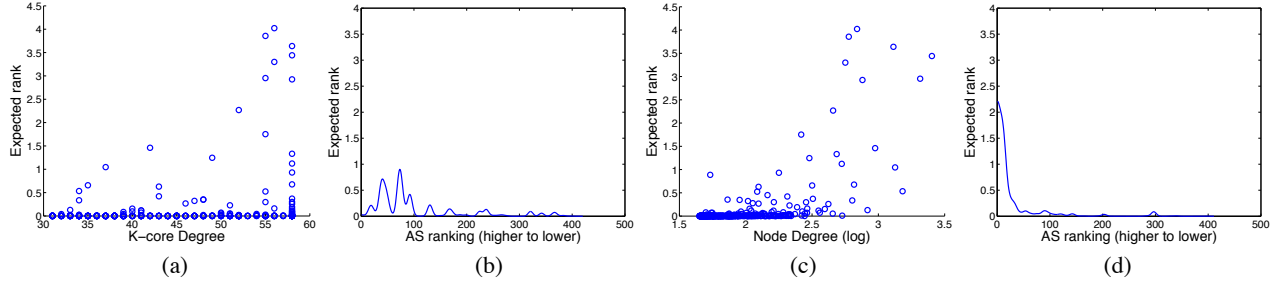 4.5
4
3.5
3
2.5
2
1.5
1
0.5
0
Expected rank
30 35 40 45 50 55 60
K-core Degree
(a)
4
3.5
3
2.5
2
1.5
1
0.5
0
Expected rank
0 100 200 300 400 500
AS ranking (higher to lower)
(b)
4.5
4
3.5
3
2.5
2
1.5
1
0.5
0
Expected rank
1.5 2 2.5 3 3.5
Node Degree (log)
(c)
4
3.5
3
2.5
2
1.5
1
0.5
0
Expected rank
0 100 200 300 400 500
AS ranking (higher to lower)
(d)